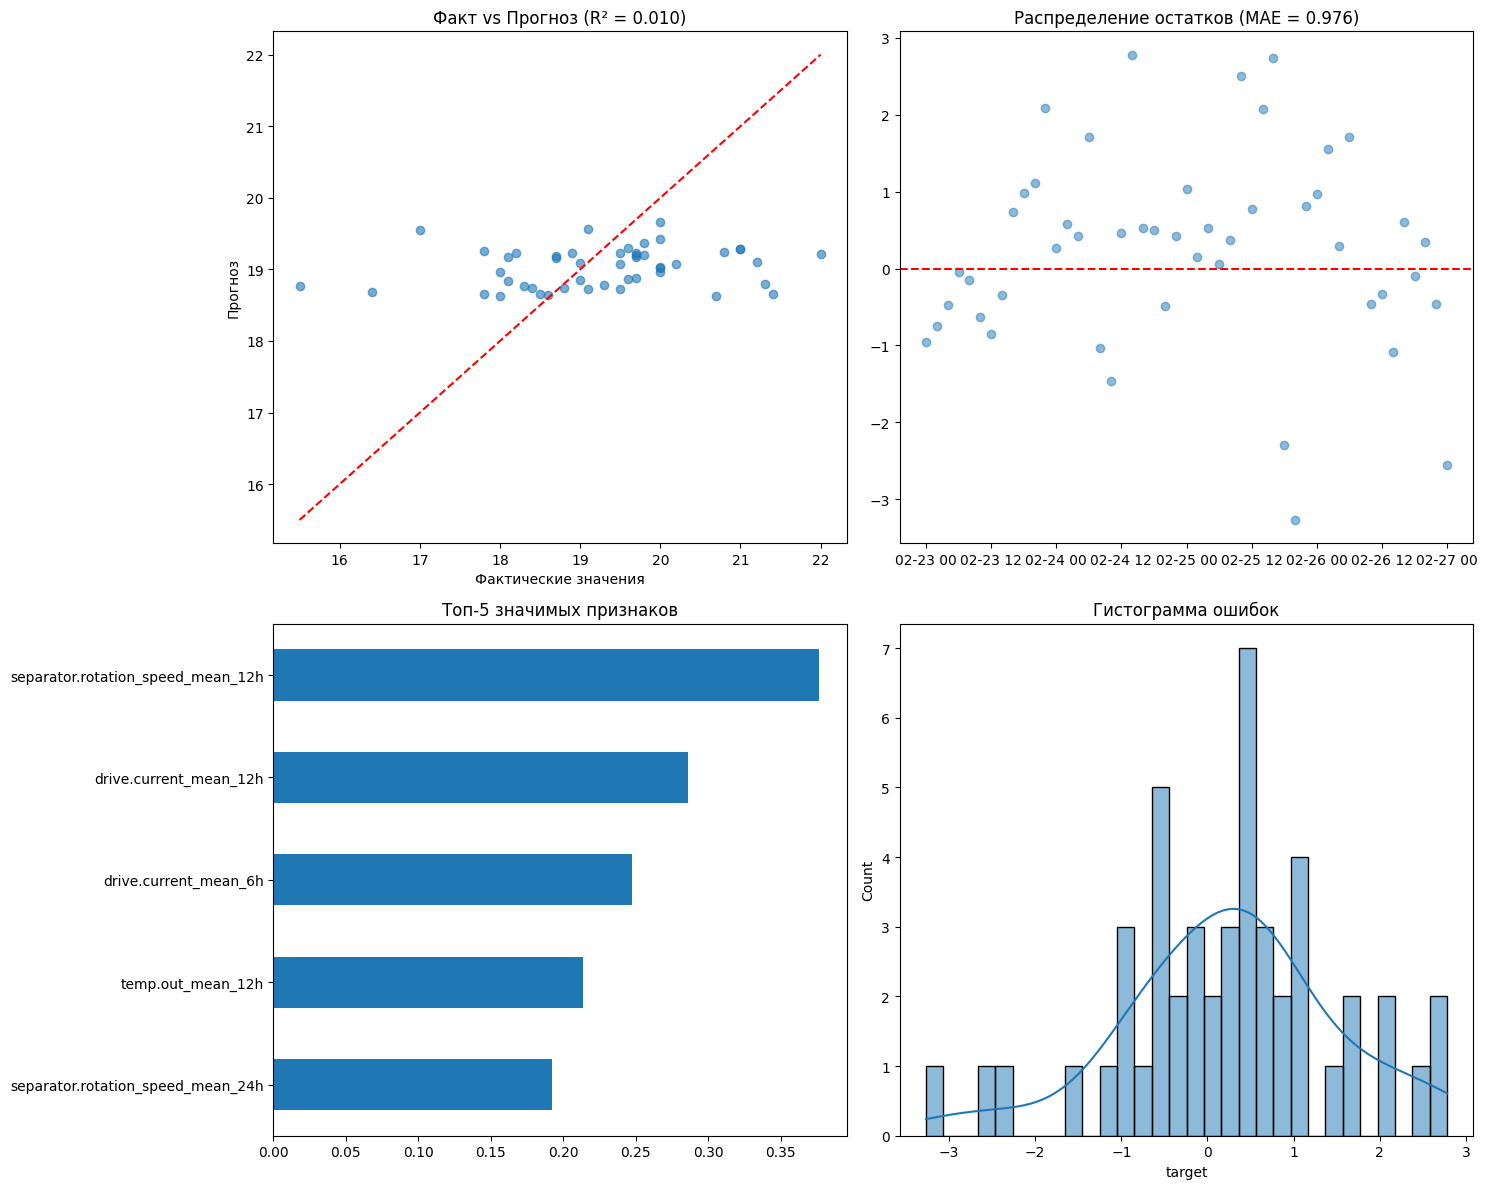 Факт vs Прогноз (R² = 0.010)
22
21
20
19
18
17
16
Прогноз
16 17 18 19 20 21 22
Фактические значения
Распределение остатков (MAE = 0.976)
3
2
1
0
−1
−2
−3
02-23 00 02-23 12 02-24 00 02-24 12 02-25 00 02-25 12 02-26 00 02-26 12 02-27 00
Топ-5 значимых признаков
separator.rotation_speed_mean_12h
drive.current_mean_12h
drive.current_mean_6h
temp.out_mean_12h
separator.rotation_speed_mean_24h
0.00 0.05 0.10 0.15 0.20 0.25 0.30 0.35
Гистограмма ошибок
7
6
5
4
3
2
1
0
Count
−3 −2 −1 0 1 2 3
target